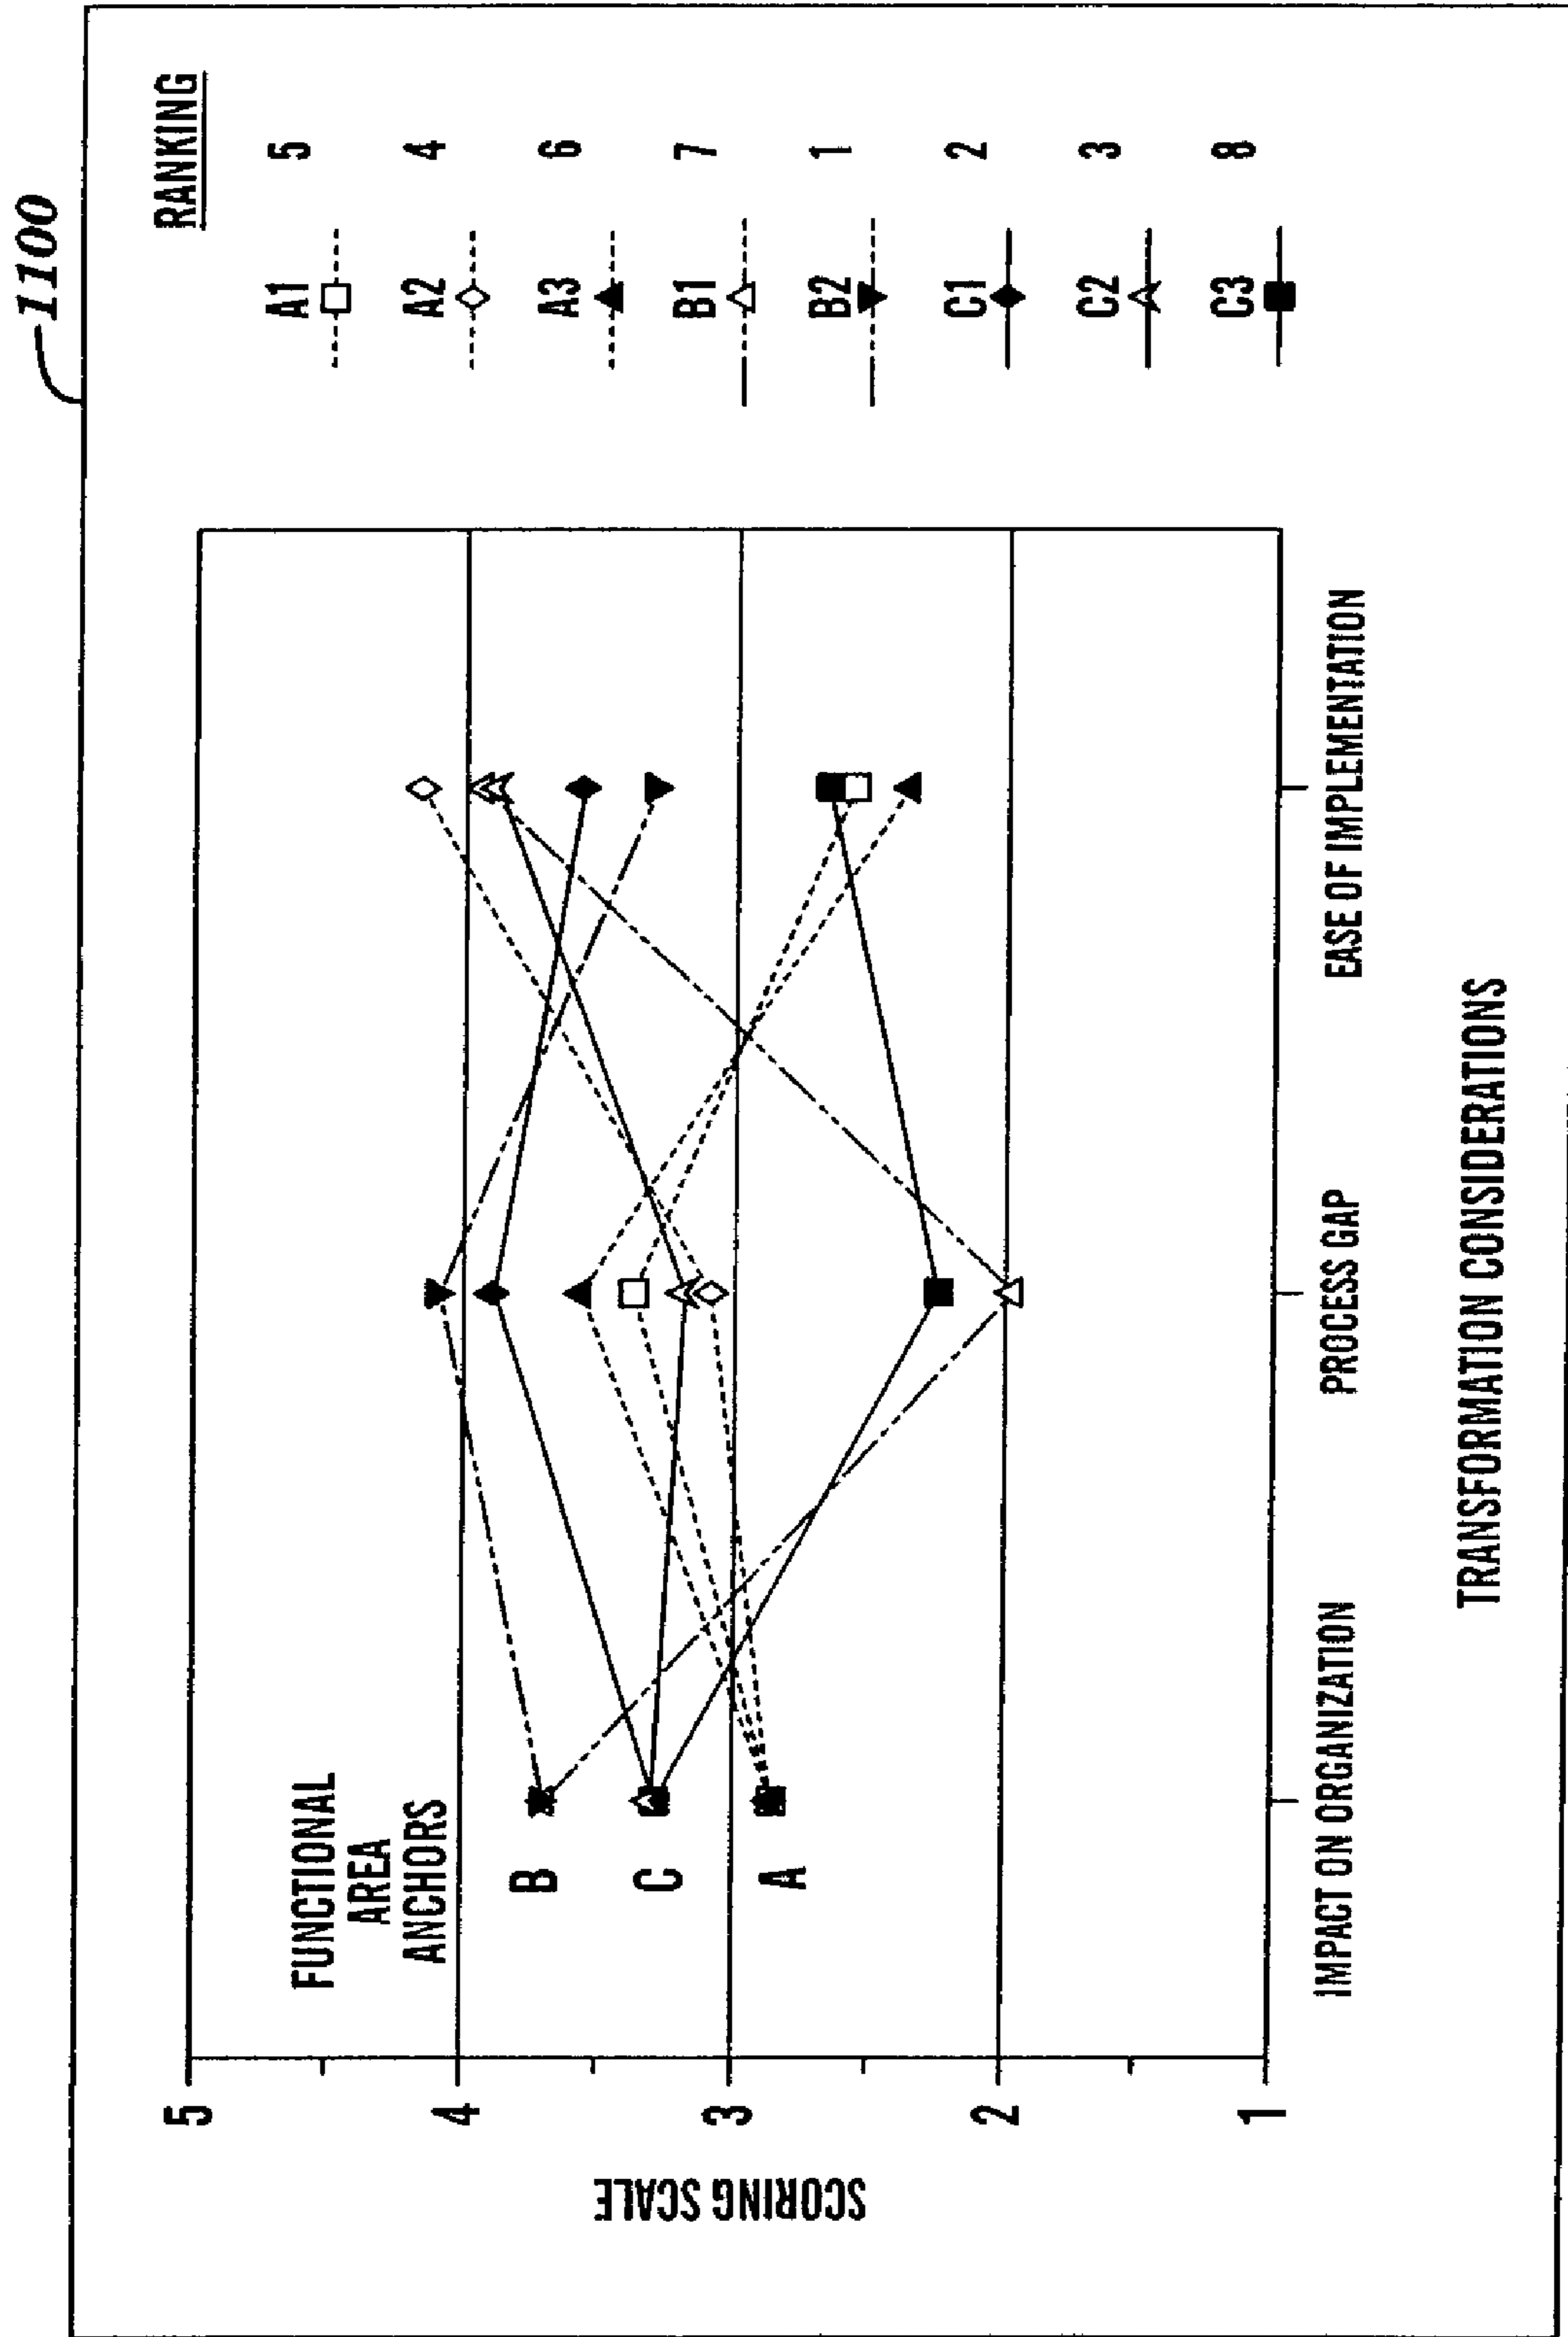 1100
RANKING
A1 5
A2 4
A3 6
B1 7
B2 1
C1 2
C2 3
C3 8
FUNCTIONAL
AREA
ANCHORS
B
C
A
5
4
3
2
1
SCORING SCALE
IMPACT ON ORGANIZATION
PROCESS GAP
EASE OF IMPLEMENTATION
TRANSFORMATION CONSIDERATIONS